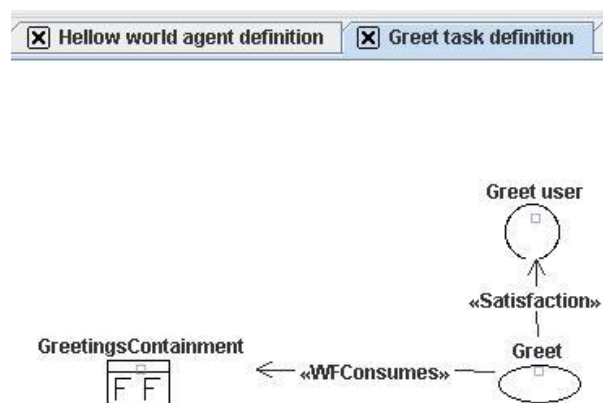 Hellow world agent definition
Greet task definition
Greet user
«Satisfaction»
GreetingsContainment
«WFConsumes»
Greet
F F